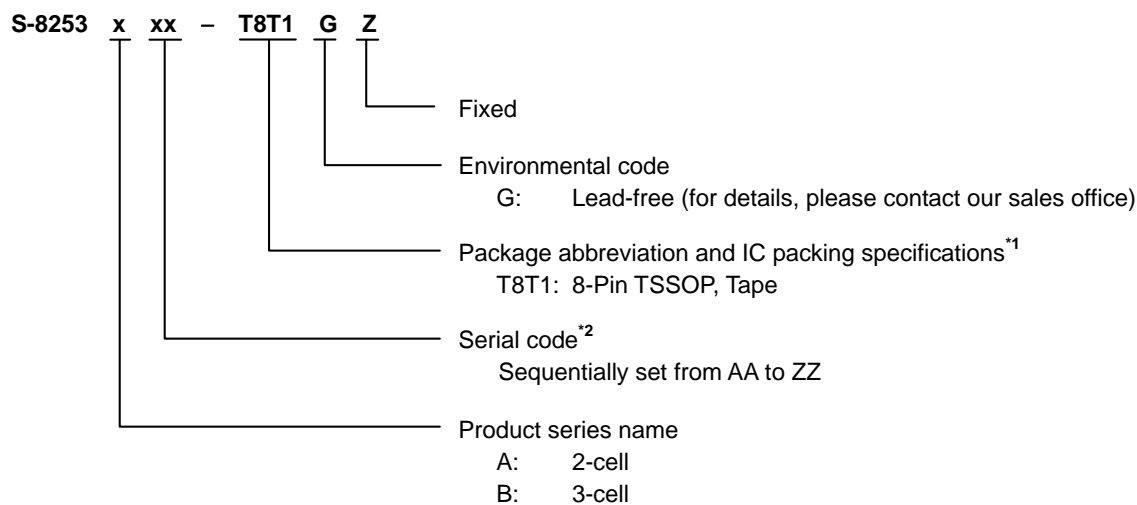 S-8253 x xx – T8T1 G Z
Fixed
Environmental code
G: Lead-free (for details, please contact our sales office)
Package abbreviation and IC packing specifications*1
T8T1: 8-Pin TSSOP, Tape
Serial code*2
Sequentially set from AA to ZZ
Product series name
A: 2-cell
B: 3-cell